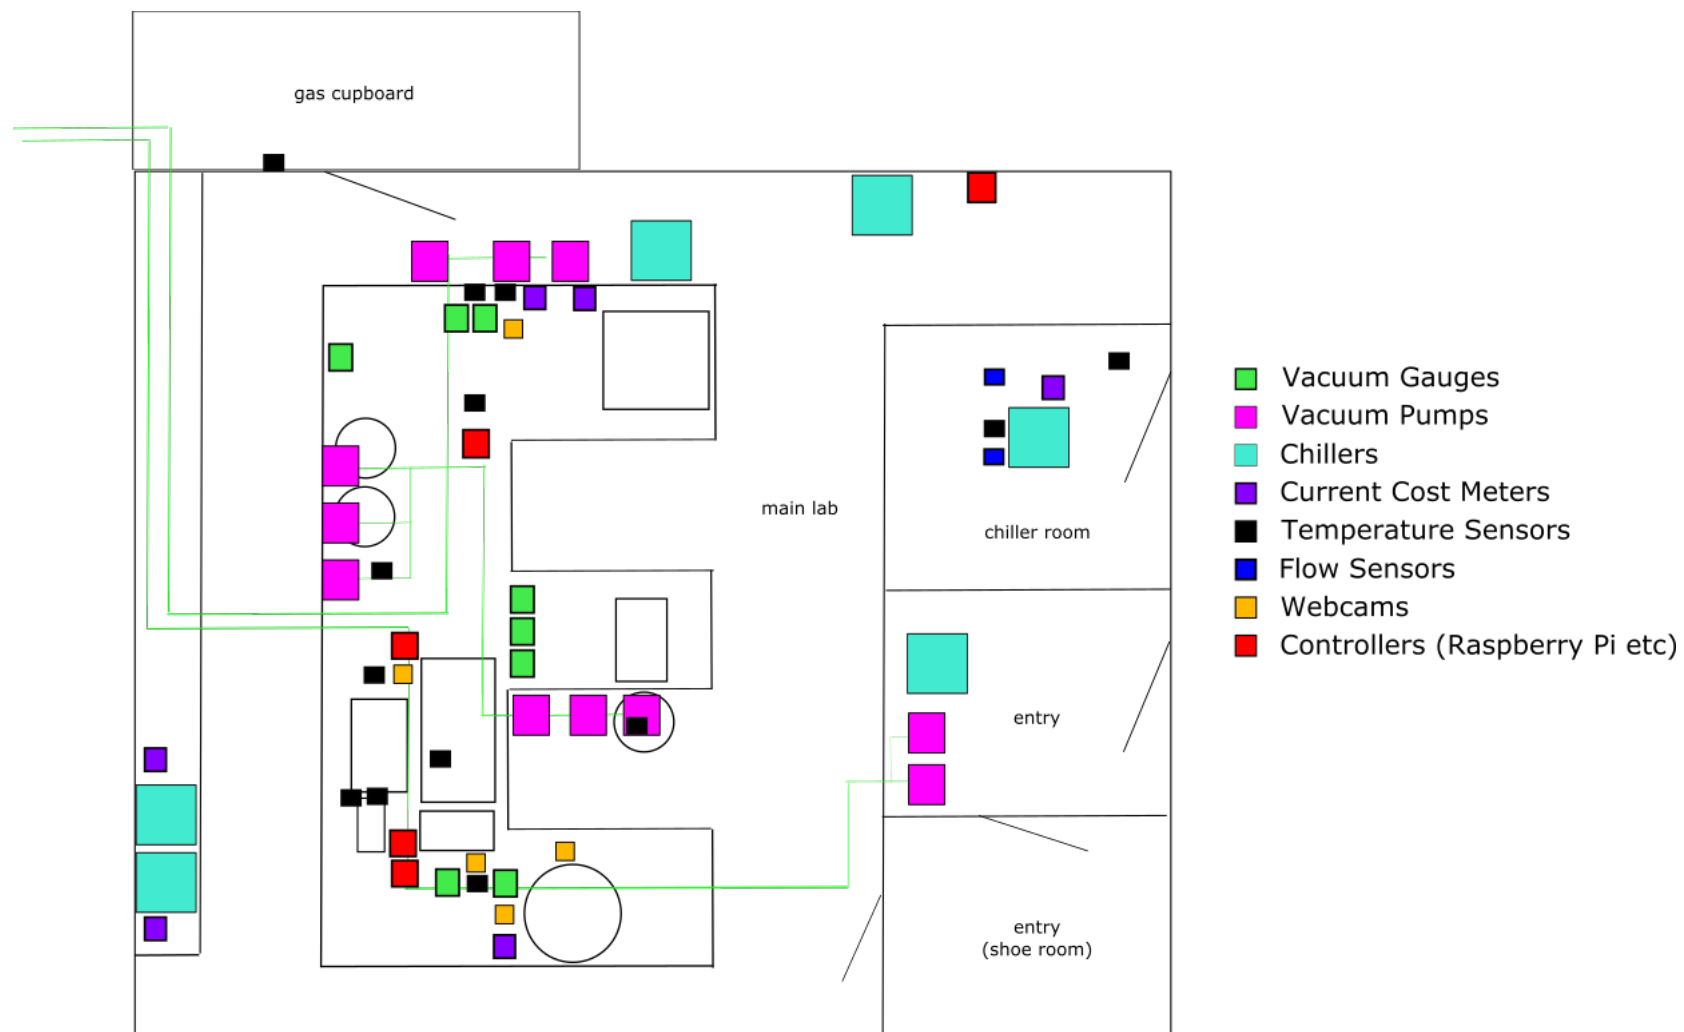 gas cupboard
main lab
chiller room
entry
entry
(shoe room)
Vacuum Gauges
Vacuum Pumps
Chillers
Current Cost Meters
Temperature Sensors
Flow Sensors
Webcams
Controllers (Raspberry Pi etc)